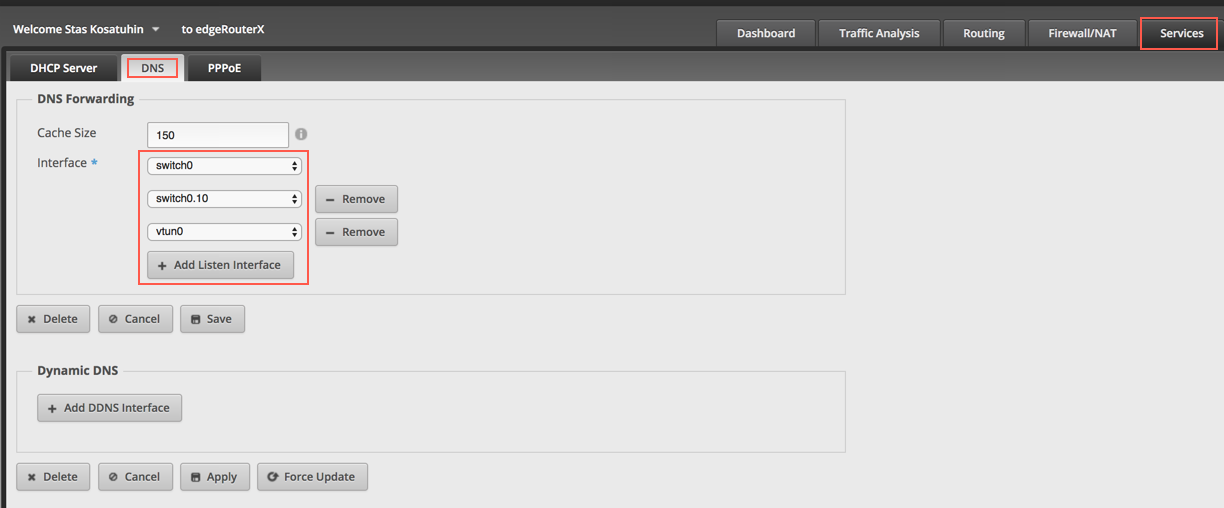 Welcome Stas Kosatuhin to edgeRouterX
Dashboard Traffic Analysis Routing Firewall/NAT Services
DHCP Server DNS PPPoE
DNS Forwarding
Cache Size 150
Interface * switch0
switch0.10 Remove
vtun0 Remove
+ Add Listen Interface
Delete Cancel Save
Dynamic DNS
+ Add DDNS Interface
Delete Cancel Apply Force Update